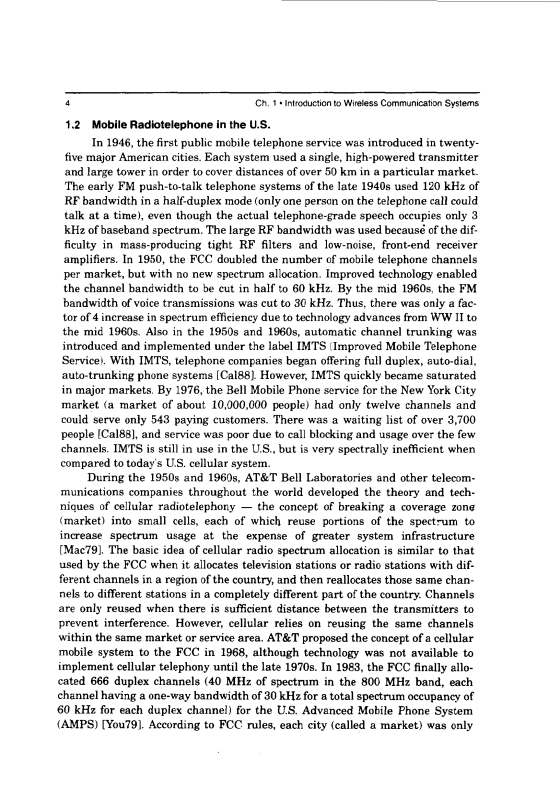 4 Ch. 1 • Introduction to Wireless Communication Systems
1.2 Mobile Radiotelephone in the U.S.
In 1946, the first public mobile telephone service was introduced in twenty-
five major American cities. Each system used a single, high-powered transmitter
and large tower in order to cover distances of over 50 km in a particular market.
The early FM push-to-talk telephone systems of the late 1940s used 120 kHz of
RF bandwidth in a half-duplex mode (only one person on the telephone call could
talk at a time), even though the actual telephone-grade speech occupies only 3
kHz of baseband spectrum. The large RF bandwidth was used because of the dif-
ficulty in mass-producing tight RF filters and low-noise, front-end receiver
amplifiers. In 1950, the FCC doubled the number of mobile telephone channels
per market, but with no new spectrum allocation. Improved technology enabled
the channel bandwidth to be cut in half to 60 kHz. By the mid 1960s, the FM
bandwidth of voice transmissions was cut to 30 kHz. Thus, there was only a fac-
tor of 4 increase in spectrum efficiency due to technology advances from WW II to
the mid 1960s. Also in the 1950s and 1960s, automatic channel trunking was
introduced and implemented under the label IMTS (Improved Mobile Telephone
Service). With IMTS, telephone companies began offering full duplex, auto-dial,
auto-trunking phone systems [Cal88]. However, IMTS quickly became saturated
in major markets. By 1976, the Bell Mobile Phone service for the New York City
market (a market of about 10,000,000 people) had only twelve channels and
could serve only 543 paying customers. There was a waiting list of over 3,700
people [Cal88], and service was poor due to call blocking and usage over the few
channels. IMTS is still in use in the U.S., but is very spectrally inefficient when
compared to today's U.S. cellular system.
During the 1950s and 1960s, AT&T Bell Laboratories and other telecom-
munications companies throughout the world developed the theory and tech-
niques of cellular radiotelephony — the concept of breaking a coverage zone
(market) into small cells, each of which reuse portions of the spectrum to
increase spectrum usage at the expense of greater system infrastructure
[Mac79]. The basic idea of cellular radio spectrum allocation is similar to that
used by the FCC when it allocates television stations or radio stations with dif-
ferent channels in a region of the country, and then reallocates those same chan-
nels to different stations in a completely different part of the country. Channels
are only reused when there is sufficient distance between the transmitters to
prevent interference. However, cellular relies on reusing the same channels
within the same market or service area. AT&T proposed the concept of a cellular
mobile system to the FCC in 1968, although technology was not available to
implement cellular telephony until the late 1970s. In 1983, the FCC finally allo-
cated 666 duplex channels (40 MHz of spectrum in the 800 MHz band, each
channel having a one-way bandwidth of 30 kHz for a total spectrum occupancy of
60 kHz for each duplex channel) for the U.S. Advanced Mobile Phone System
(AMPS) [You79]. According to FCC rules, each city (called a market) was only